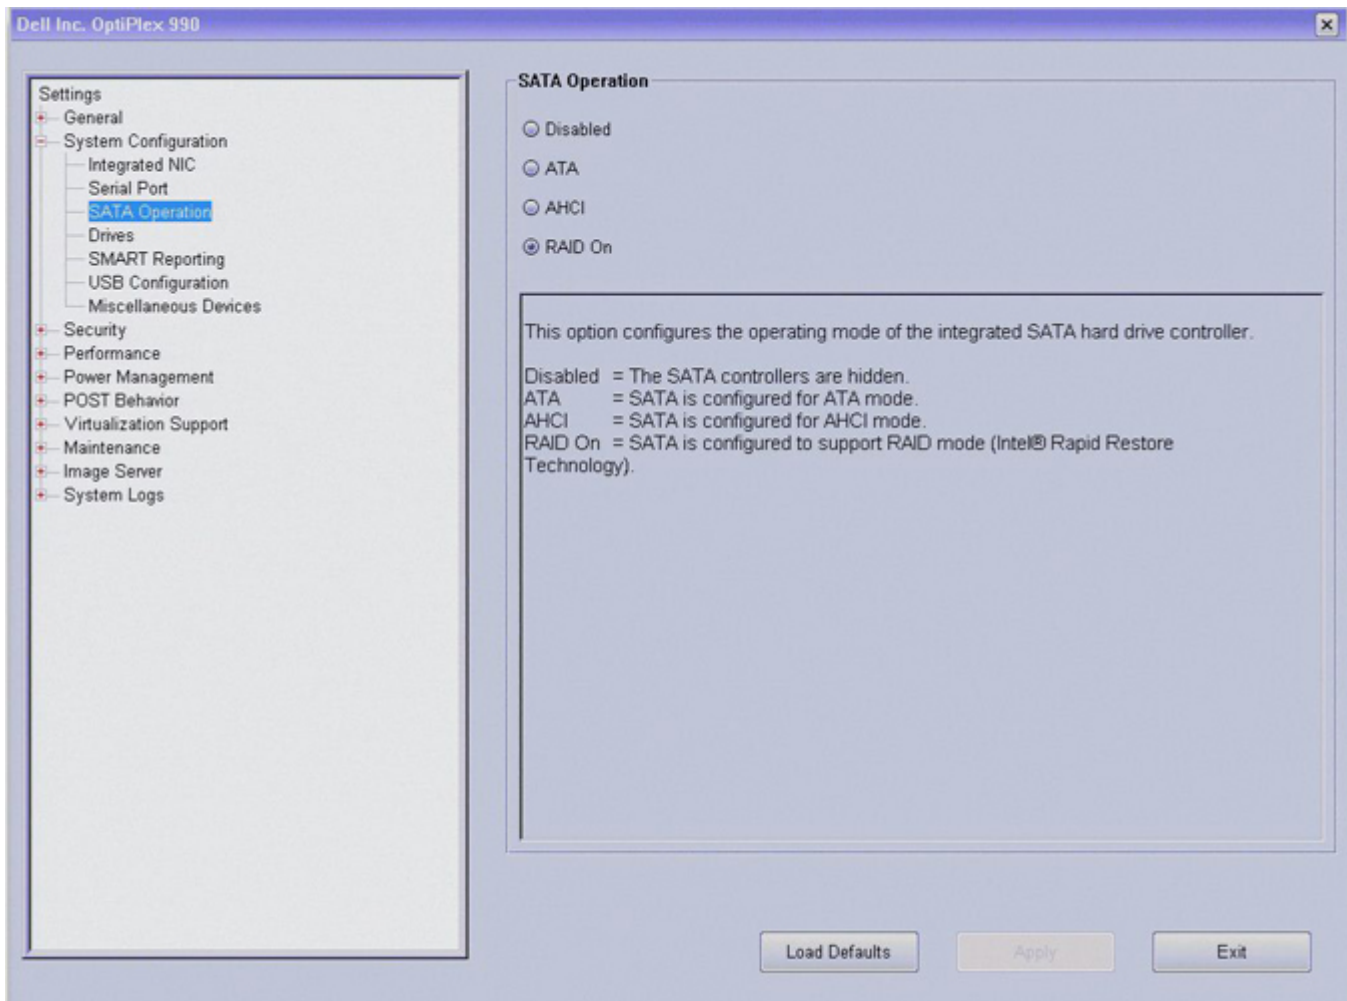 Dell Inc. OptiPlex 990
Settings
General
System Configuration
Integrated NIC
Serial Port
SATA Operation
Drives
SMART Reporting
USB Configuration
Miscellaneous Devices
Security
Performance
Power Management
POST Behavior
Virtualization Support
Maintenance
Image Server
System Logs
SATA Operation
Disabled
ATA
AHCI
RAID On
This option configures the operating mode of the integrated SATA hard drive controller.
Disabled = The SATA controllers are hidden.
ATA = SATA is configured for ATA mode.
AHCI = SATA is configured for AHCI mode.
RAID On = SATA is configured to support RAID mode (Intel® Rapid Restore
Technology).
Load Defaults
Apply
Exit